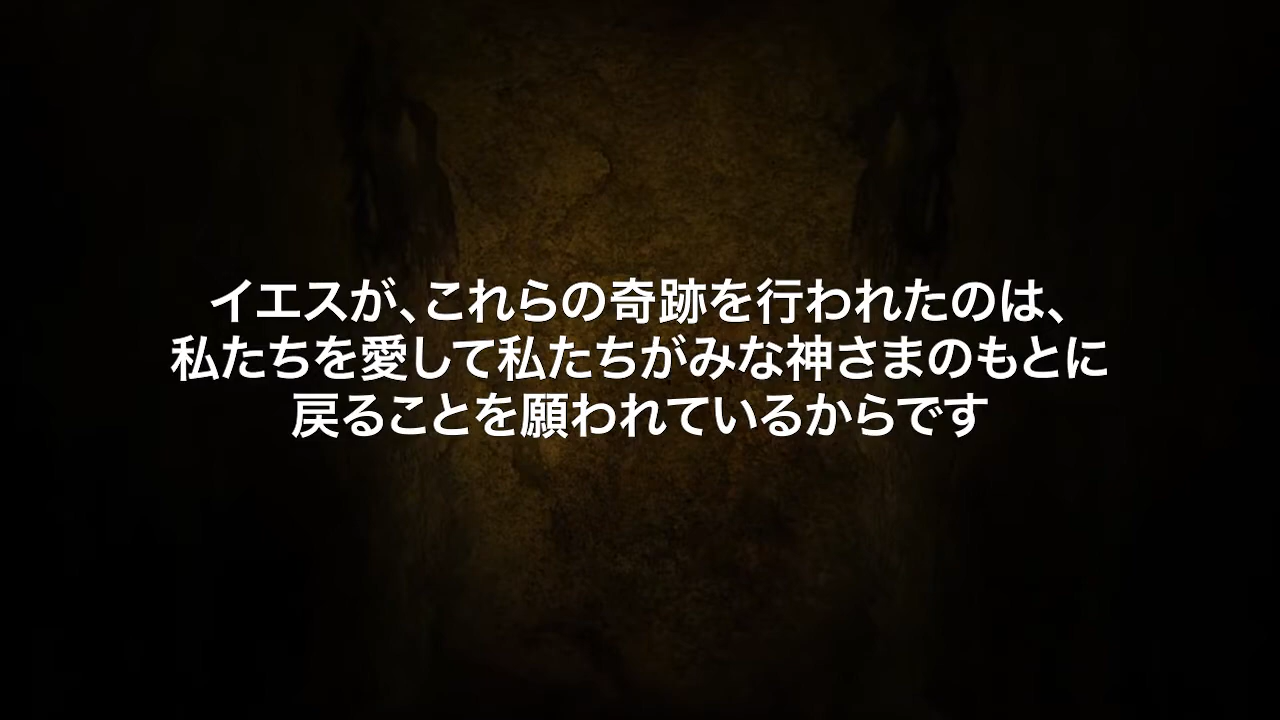 イエスが、これらの奇跡を行われたのは、
私たちを愛して私たちがみな神さまのもとに
戻ることを願われているからです